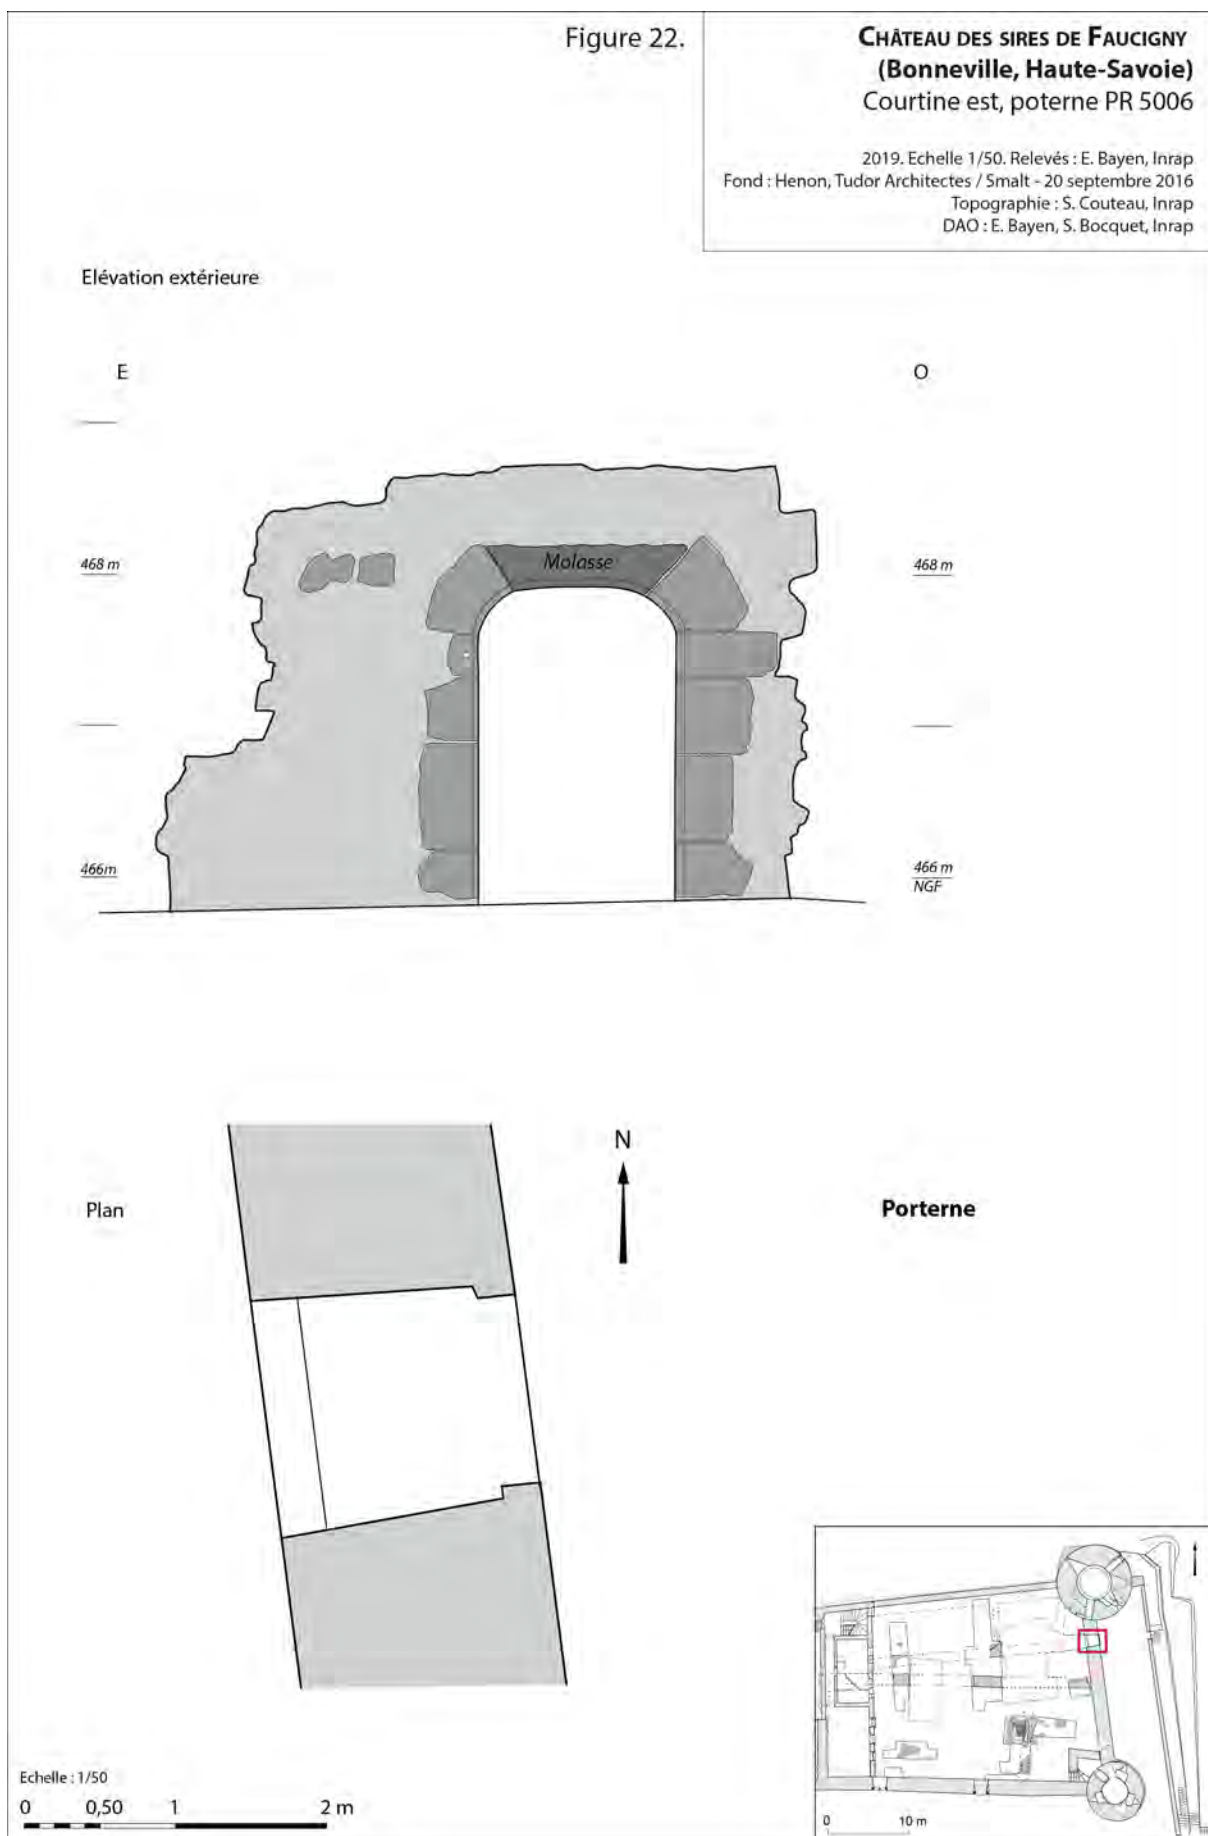 Figure 22.
CHÂTEAU DES SIRES DE FAUCIGNY
(Bonneville, Haute-Savoie)
Courtine est, poterne PR 5006
2019. Echelle 1/50. Relevés : E. Bayen, Inrap
Fond : Henon, Tudor Architectes / Smalt - 20 septembre 2016
Topographie : S. Couteau, Inrap
DAO : E. Bayen, S. Bocquet, Inrap
Elévation extérieure
E
O
468 m
Molasse
468 m
466m
466 m
NGF
N
Plan
Porterne
Echelle : 1/50
0 0,50 1 2 m
0 10 m